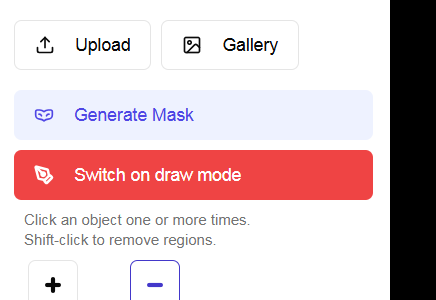 Upload Gallery
Generate Mask
Switch on draw mode
Click an object one or more times.
Shift-click to remove regions.